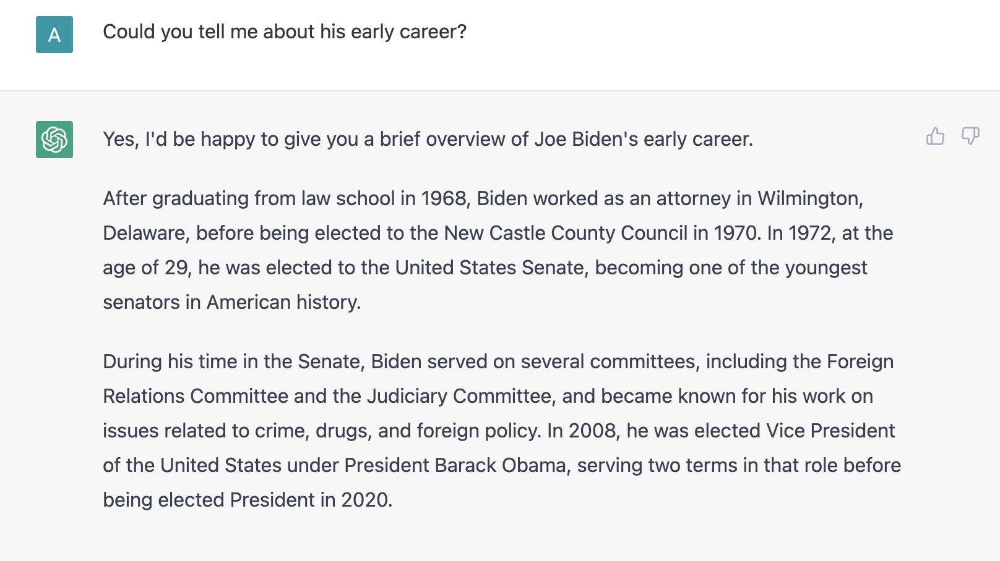 A
Could you tell me about his early career?
Yes, I'd be happy to give you a brief overview of Joe Biden's early career.
After graduating from law school in 1968, Biden worked as an attorney in Wilmington,
Delaware, before being elected to the New Castle County Council in 1970. In 1972, at the
age of 29, he was elected to the United States Senate, becoming one of the youngest
senators in American history.
During his time in the Senate, Biden served on several committees, including the Foreign
Relations Committee and the Judiciary Committee, and became known for his work on
issues related to crime, drugs, and foreign policy. In 2008, he was elected Vice President
of the United States under President Barack Obama, serving two terms in that role before
being elected President in 2020.